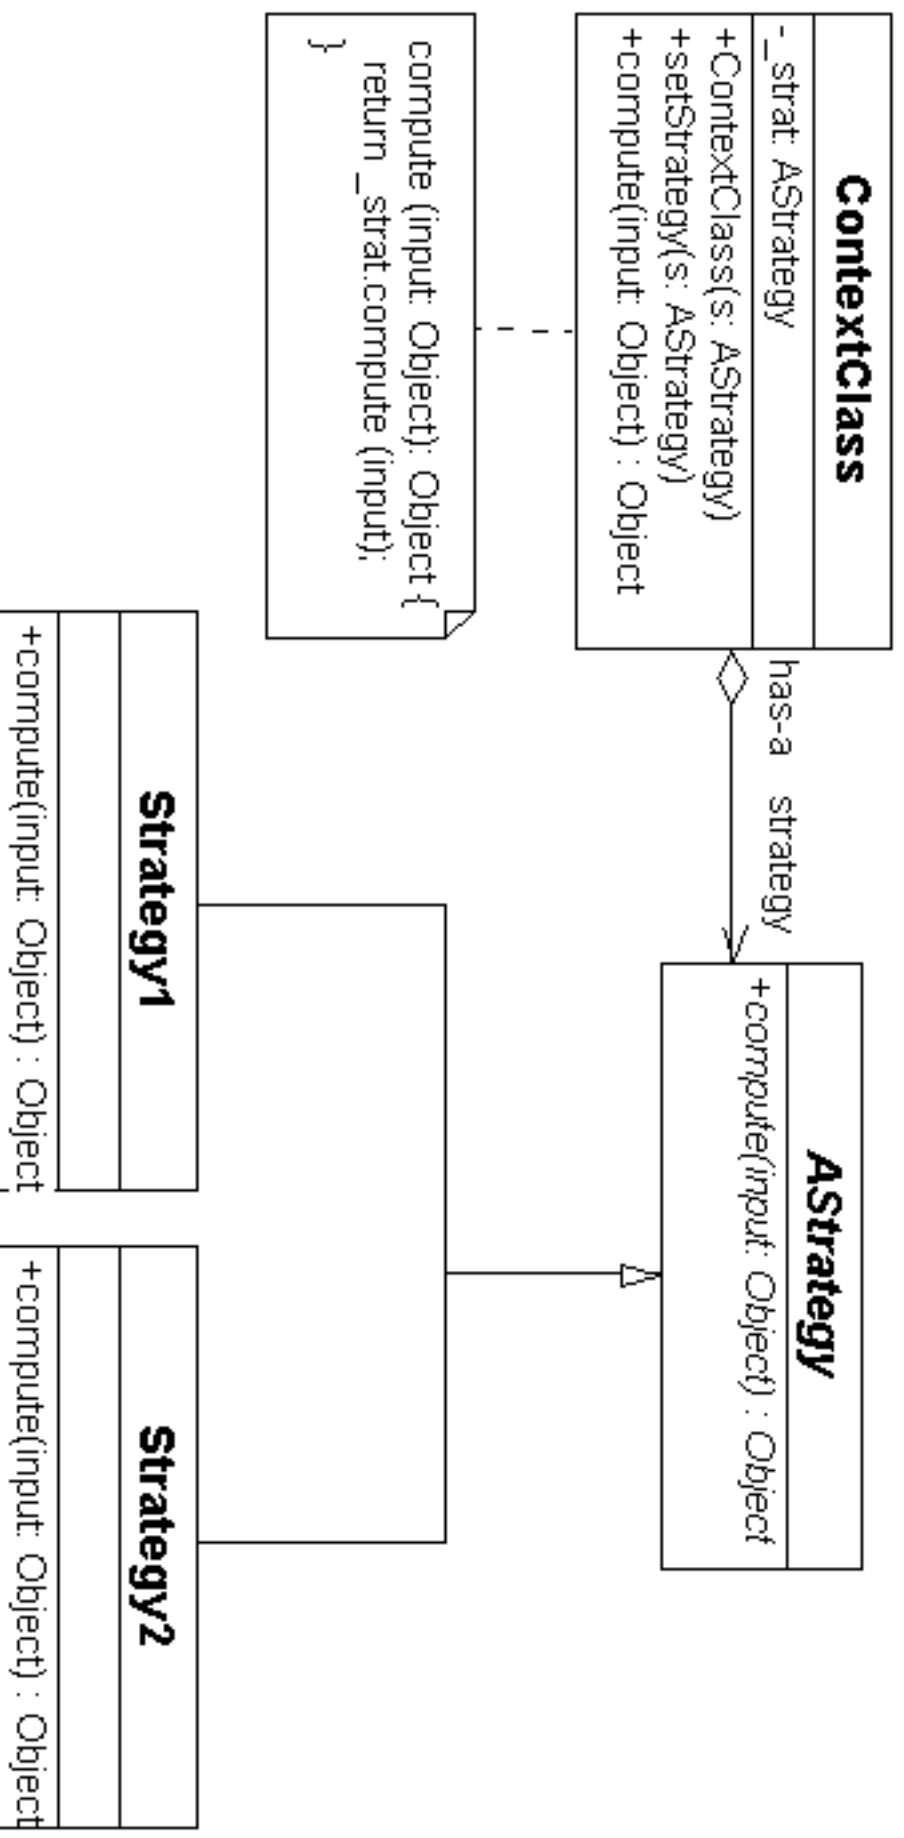 ContextClass
-_strat: AStrategy
+ContextClass(s: AStrategy)
+setStrategy(s: AStrategy)
+compute(input: Object) : Object
has-a strategy
AStrategy
+compute(input: Object) : Object
compute (input: Object): Object {
return _strat.compute (input);
}
Strategy1
+compute(input: Object) : Object
Strategy2
+compute(input: Object) : Object